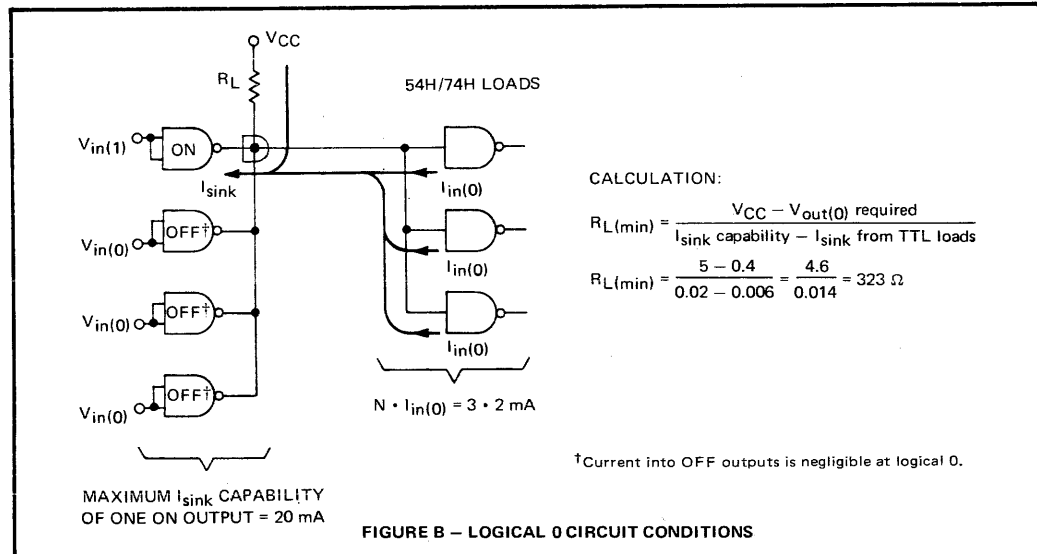 VCC
RL
54H/74H LOADS
Vin(1)
ON
Isink
Iin(0)
Vin(0)
OFF†
Iin(0)
Vin(0)
OFF†
Iin(0)
Vin(0)
OFF†
N • Iin(0) = 3 • 2 mA
MAXIMUM Isink CAPABILITY
OF ONE ON OUTPUT = 20 mA
CALCULATION:
RL(min) = VCC – Vout(0) required / Isink capability – Isink from TTL loads
RL(min) = 5 – 0.4 / 0.02 – 0.006 = 4.6 / 0.014 = 323 Ω
†Current into OFF outputs is negligible at logical 0.
FIGURE B – LOGICAL 0 CIRCUIT CONDITIONS